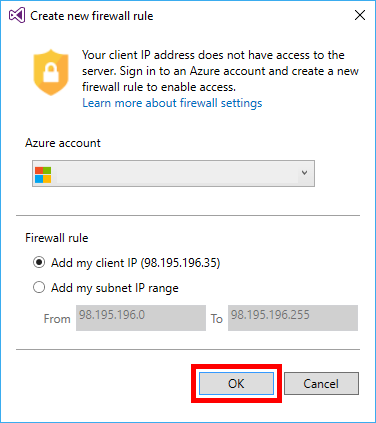 Create new firewall rule
Your client IP address does not have access to the
server. Sign in to an Azure account and create a new
firewall rule to enable access.
Learn more about firewall settings
Azure account
Firewall rule
Add my client IP (98.195.196.35)
Add my subnet IP range
From 98.195.196.0 To 98.195.196.255
OK Cancel